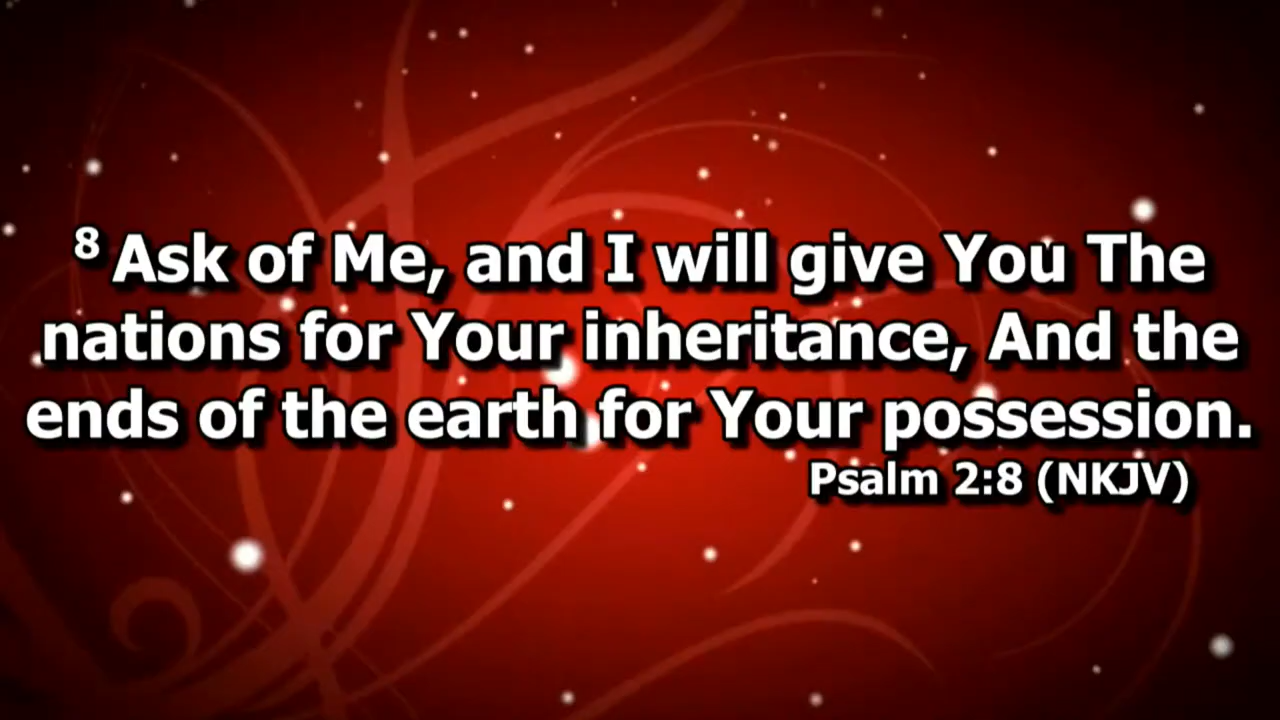 8 Ask of Me, and I will give You The
nations for Your inheritance, And the
ends of the earth for Your possession.
Psalm 2:8 (NKJV)